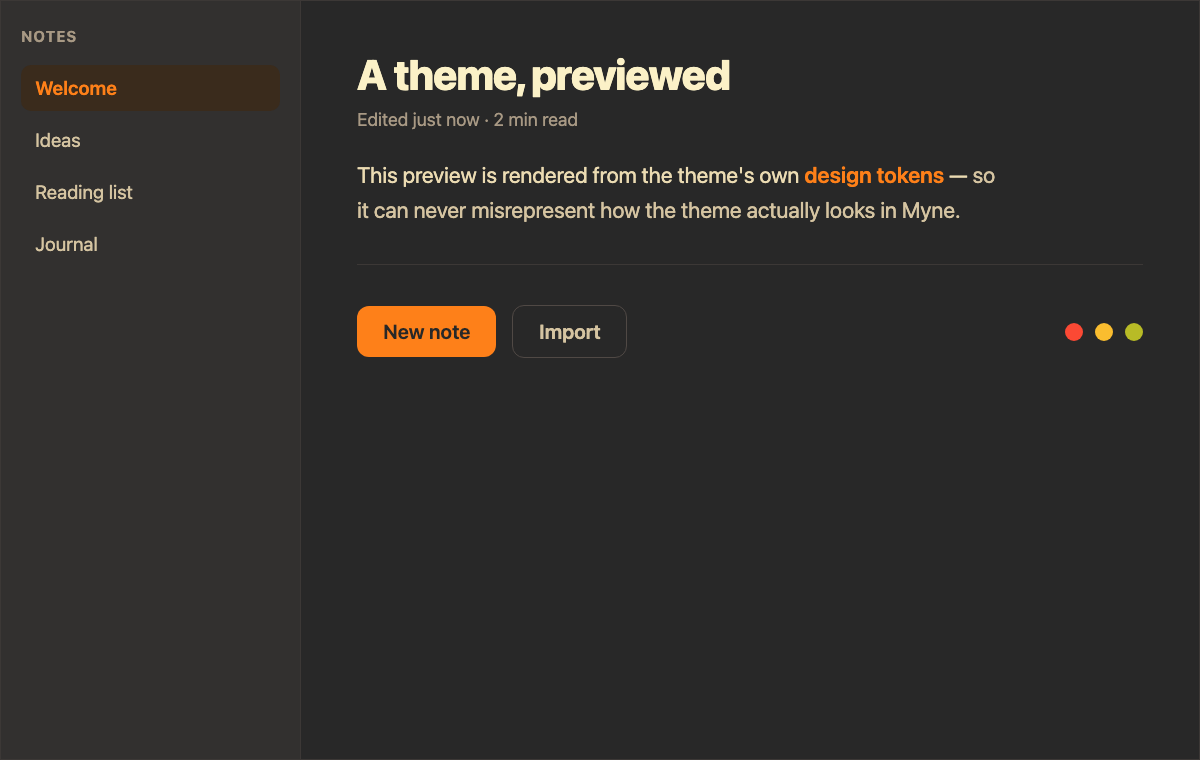 NOTES
Welcome
Ideas
Reading list
Journal
A theme, previewed
Edited just now · 2 min read
This preview is rendered from the theme's own design tokens — so
it can never misrepresent how the theme actually looks in Myne.
New note
Import